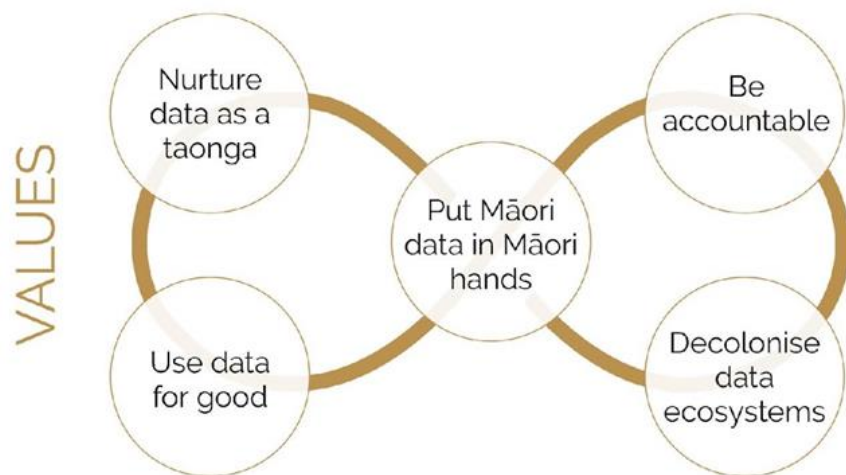 VALUES
Nurture
data as a
taonga
Use data
for good
Put Māori
data in Māori
hands
Be
accountable
Decolonise
data
ecosystems